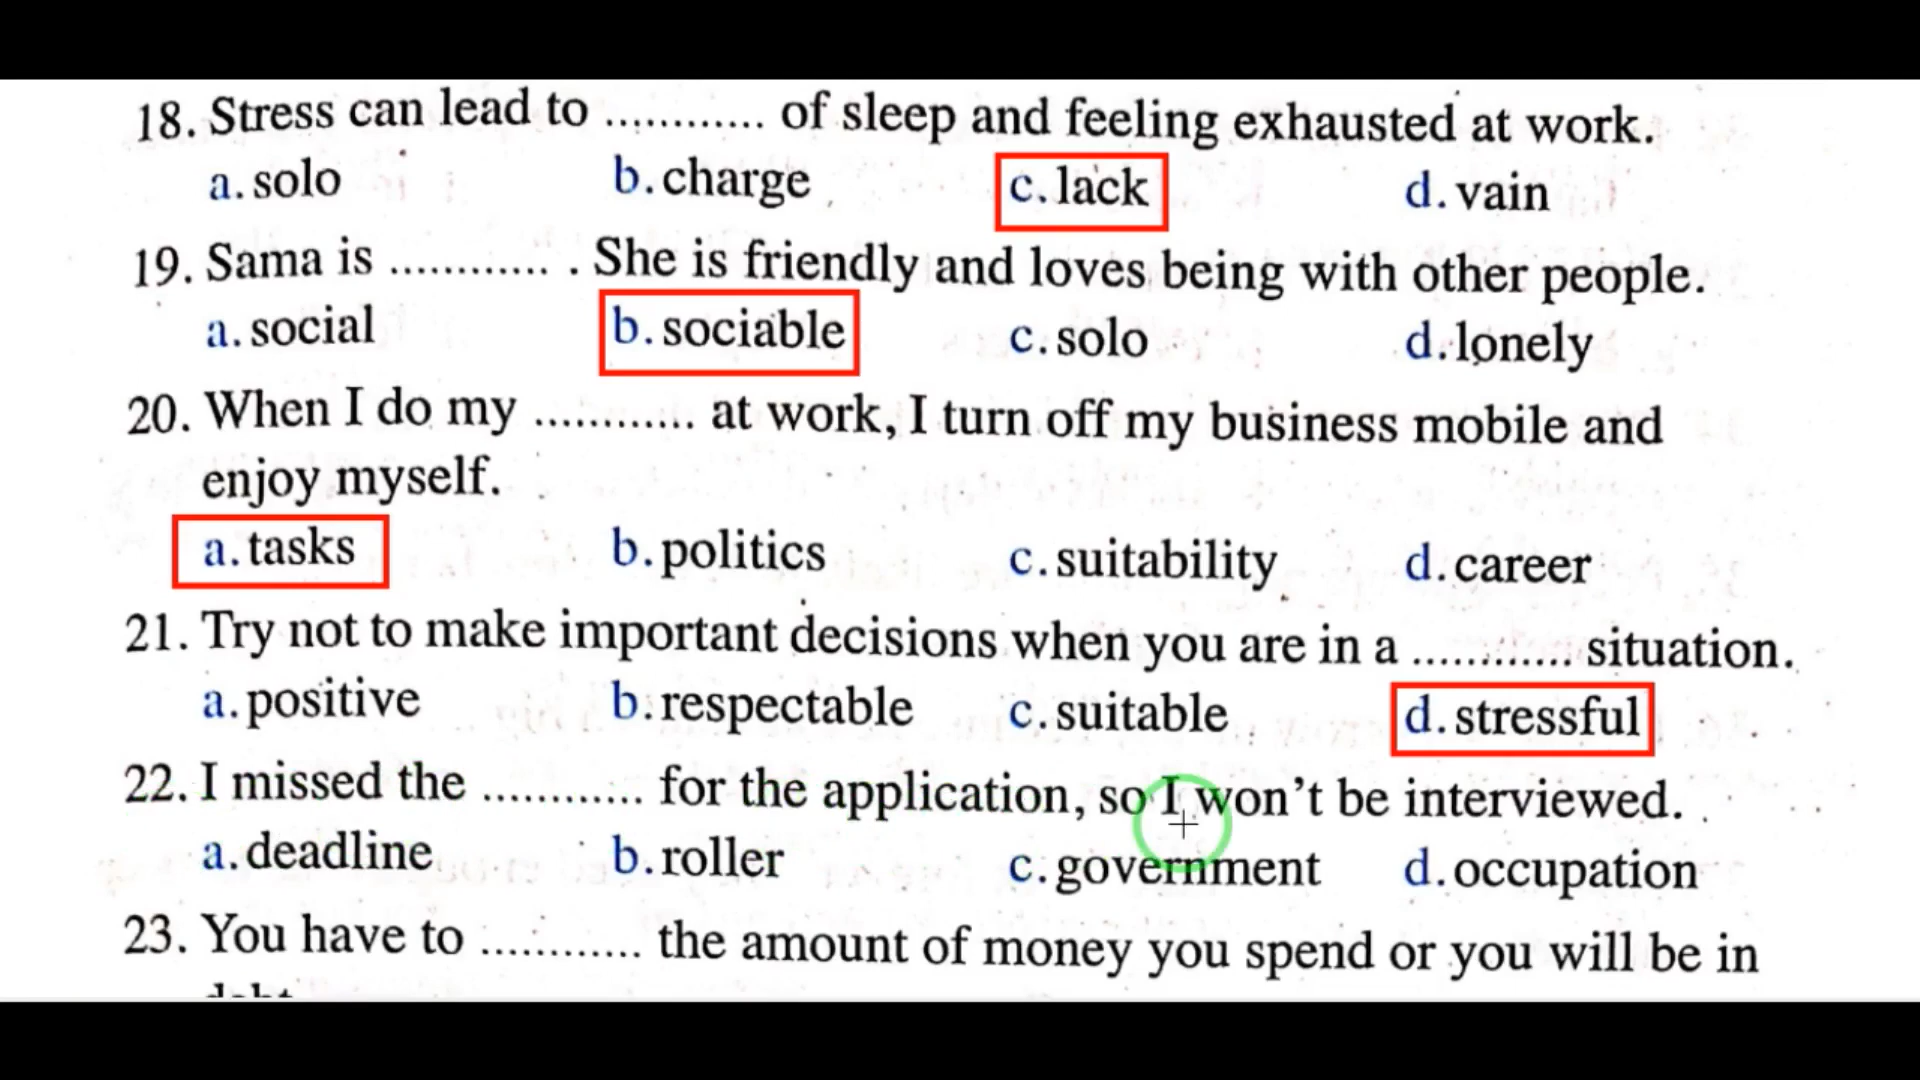 18. Stress can lead to ............ of sleep and feeling exhausted at work.
a. solo b. charge c. lack d. vain
19. Sama is ............ . She is friendly and loves being with other people.
a. social b. sociable c. solo d. lonely
20. When I do my ............ at work, I turn off my business mobile and
enjoy myself.
a. tasks b. politics c. suitability d. career
21. Try not to make important decisions when you are in a ............ situation.
a. positive b. respectable c. suitable d. stressful
22. I missed the ............ for the application, so I won't be interviewed.
a. deadline b. roller c. government d. occupation
23. You have to ............ the amount of money you spend or you will be in